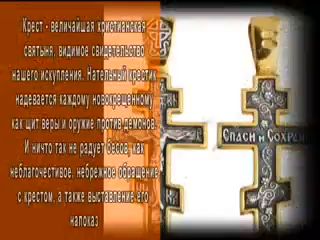 Крест - величайшая христианская
святыня, видимое свидетельство
нашего искупления. Нательный крестик
надевается каждому новокрещенному
как щит веры и оружие против демонов.
И ничто так не радует бесов, как
неблагочестивое, небрежное обращение
с крестом, а также выставление его
напоказ
СПАСИ И СОХРАНИ